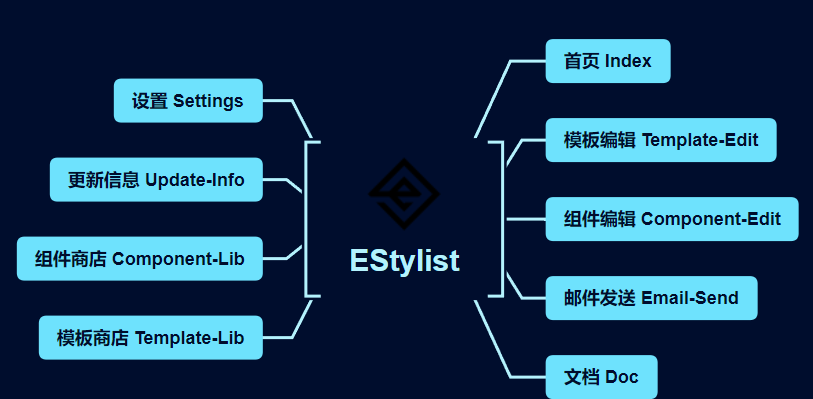 首页 Index
设置 Settings
模板编辑 Template-Edit
更新信息 Update-Info
组件编辑 Component-Edit
EStylist
组件商店 Component-Lib
邮件发送 Email-Send
模板商店 Template-Lib
文档 Doc